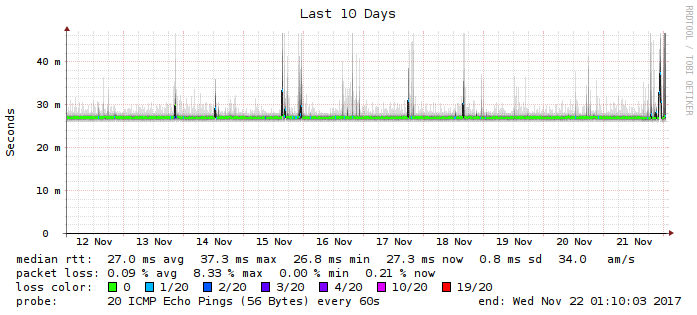 Last 10 Days
RRDTOOL / TOBI OETIKER
Seconds
40 m
30 m
20 m
10 m
0
12 Nov 13 Nov 14 Nov 15 Nov 16 Nov 17 Nov 18 Nov 19 Nov 20 Nov 21 Nov
median rtt: 27.0 ms avg 37.3 ms max 26.8 ms min 27.3 ms now 0.8 ms sd 34.0 am/s
packet loss: 0.09 % avg 8.33 % max 0.00 % min 0.21 % now
loss color: 0 1/20 2/20 3/20 4/20 10/20 19/20
probe: 20 ICMP Echo Pings (56 Bytes) every 60s end: Wed Nov 22 01:10:03 2017